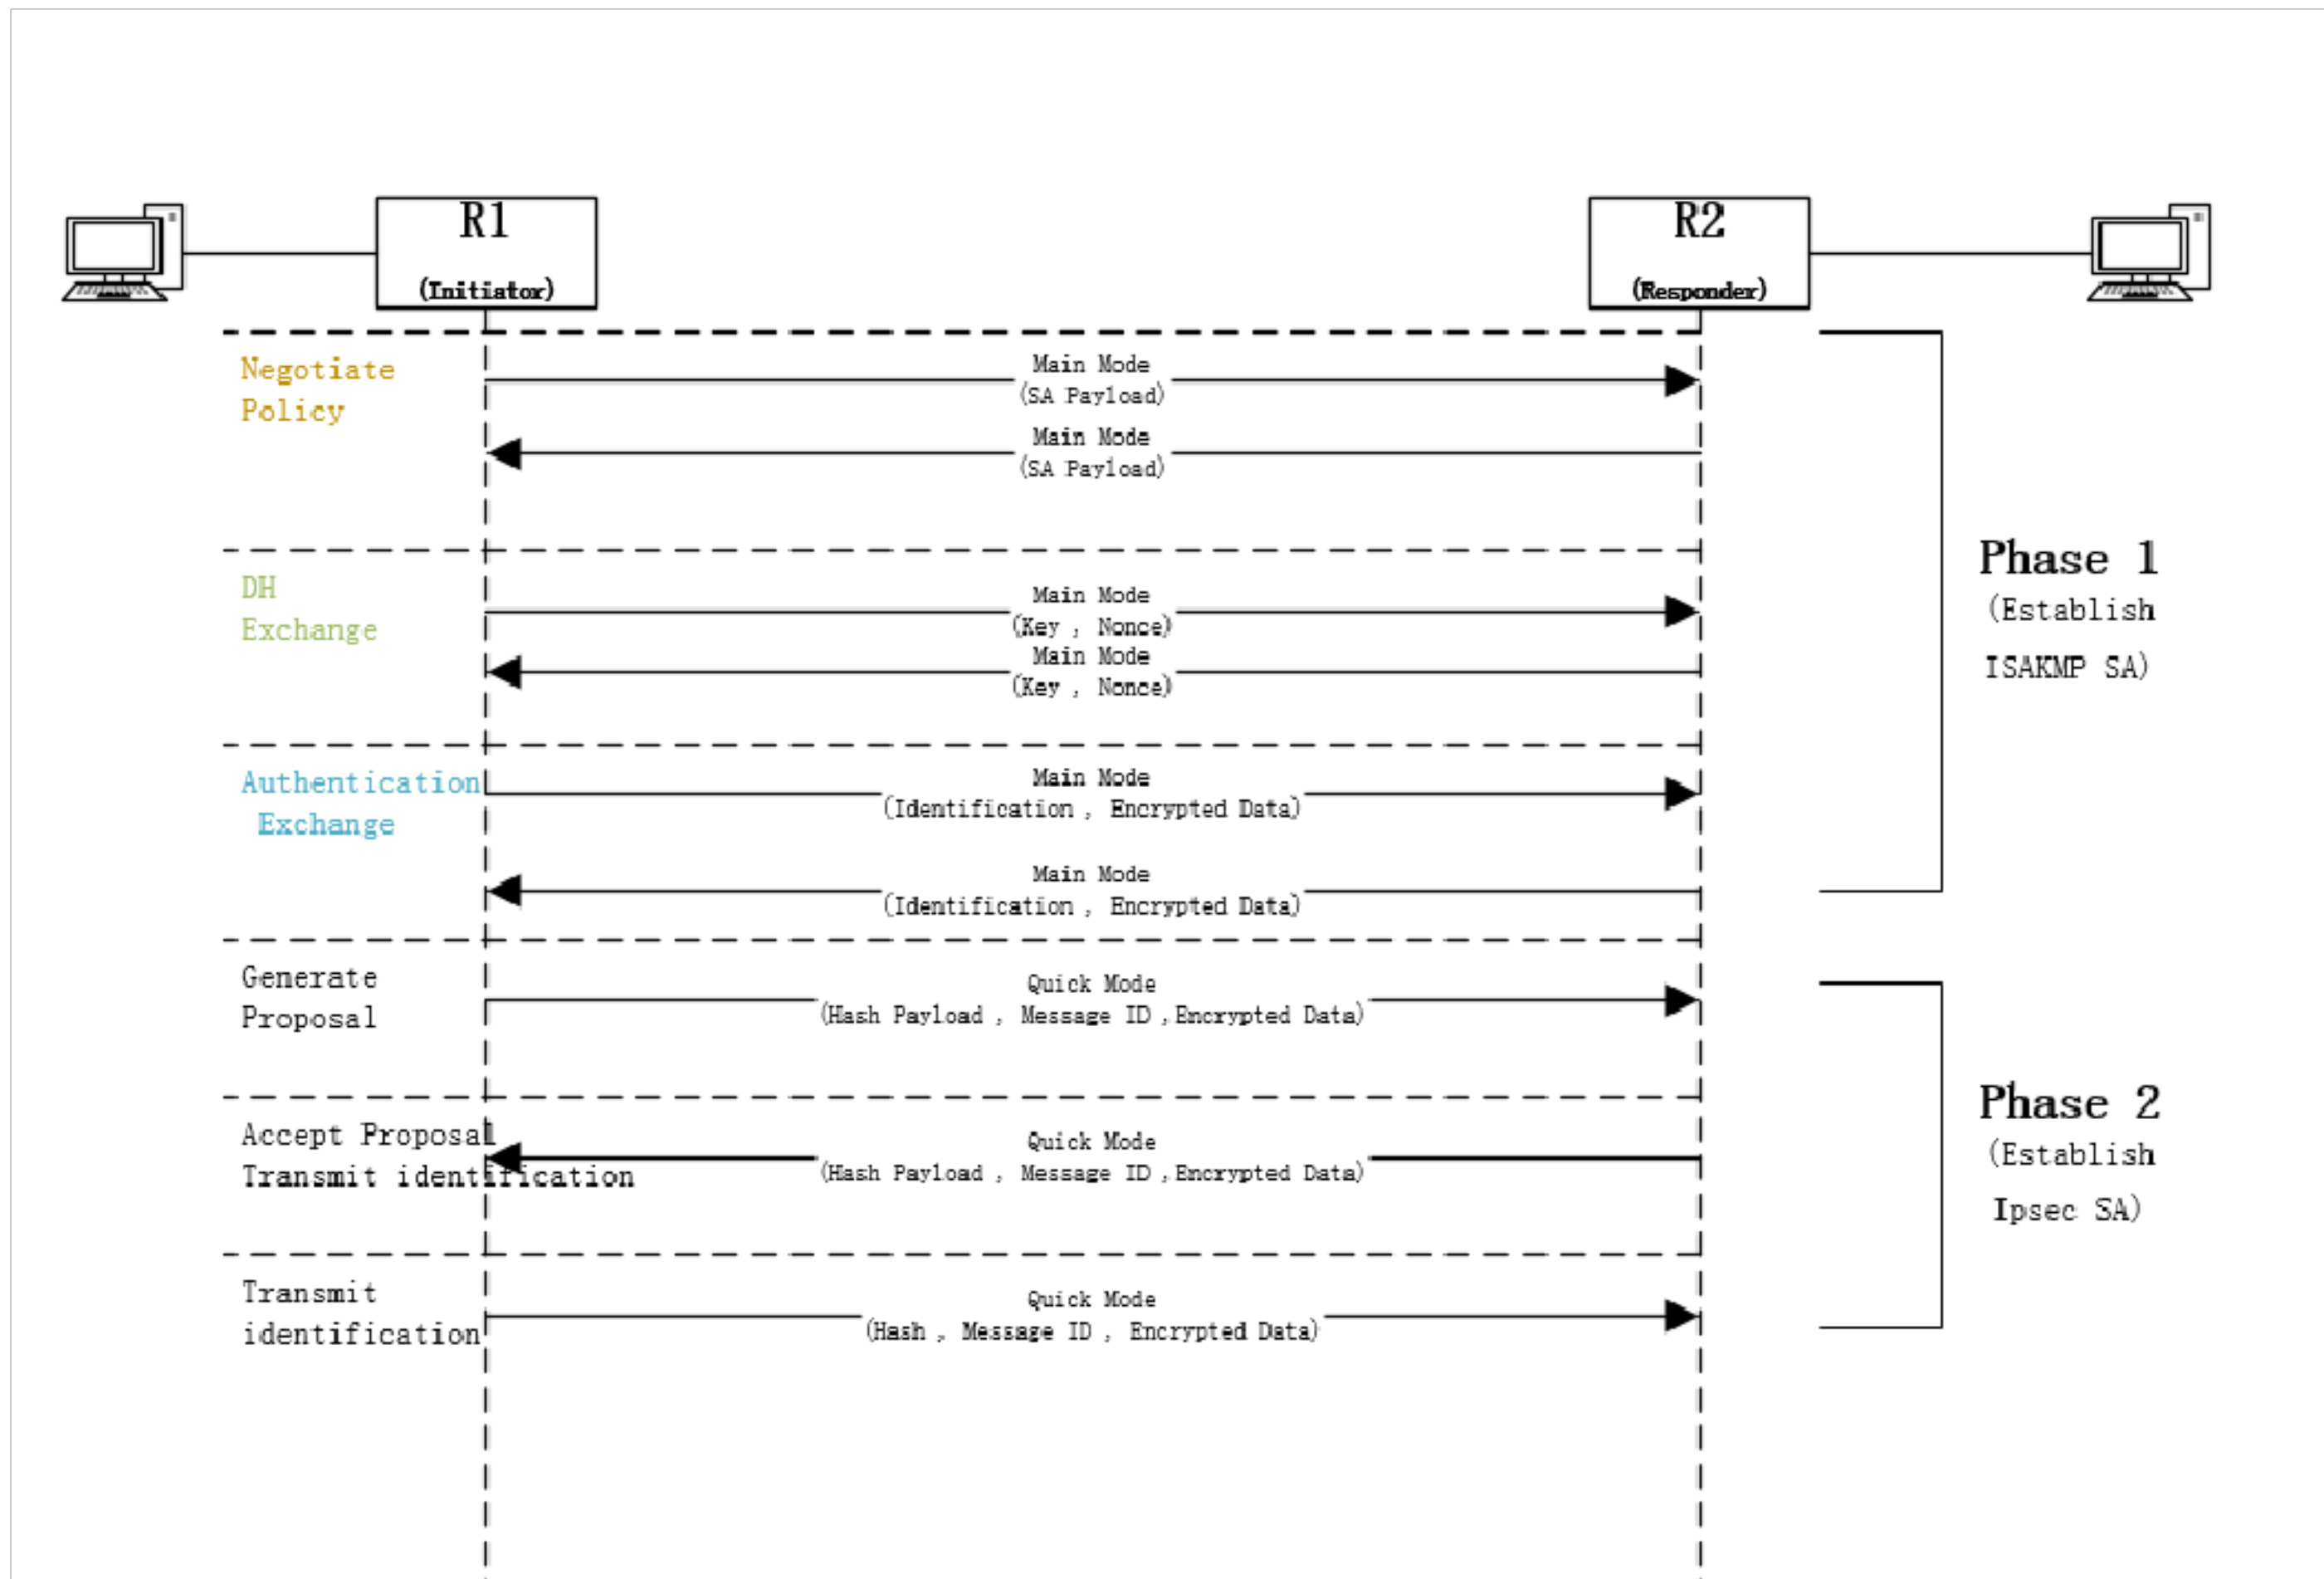 R1
(Initiator)
R2
(Responder)
Negotiate
Policy
Main Mode
(SA Payload)
Main Mode
(SA Payload)
DH
Exchange
Main Mode
(Key , Nonce)
Main Mode
(Key , Nonce)
Phase 1
(Establish
ISAKMP SA)
Authentication
Exchange
Main Mode
(Identification , Encrypted Data)
Main Mode
(Identification , Encrypted Data)
Generate
Proposal
Quick Mode
(Hash Payload , Message ID ,Encrypted Data)
Accept Proposal
Transmit identification
Quick Mode
(Hash Payload , Message ID ,Encrypted Data)
Phase 2
(Establish
Ipsec SA)
Transmit
identification
Quick Mode
(Hash , Message ID , Encrypted Data)